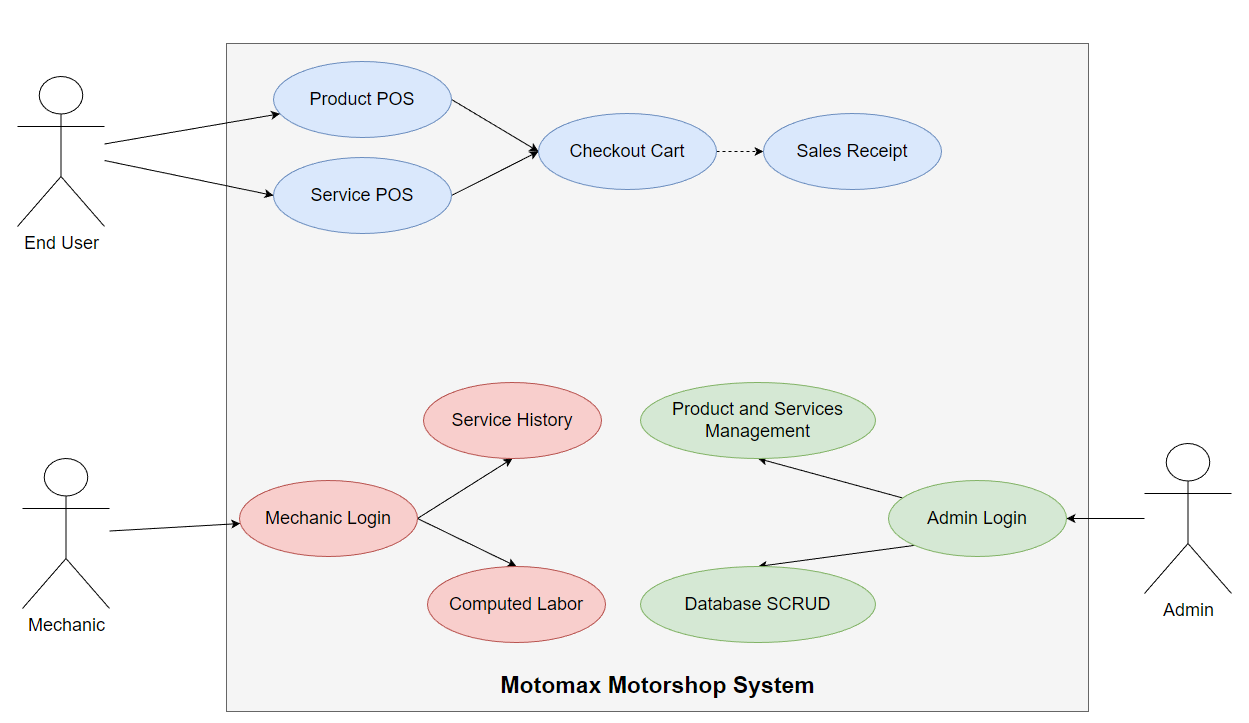 Product POS
Checkout Cart
Sales Receipt
Service POS
End User
Service History
Product and Services
Management
Mechanic Login
Admin Login
Computed Labor
Database SCRUD
Mechanic
Admin
Motomax Motorshop System